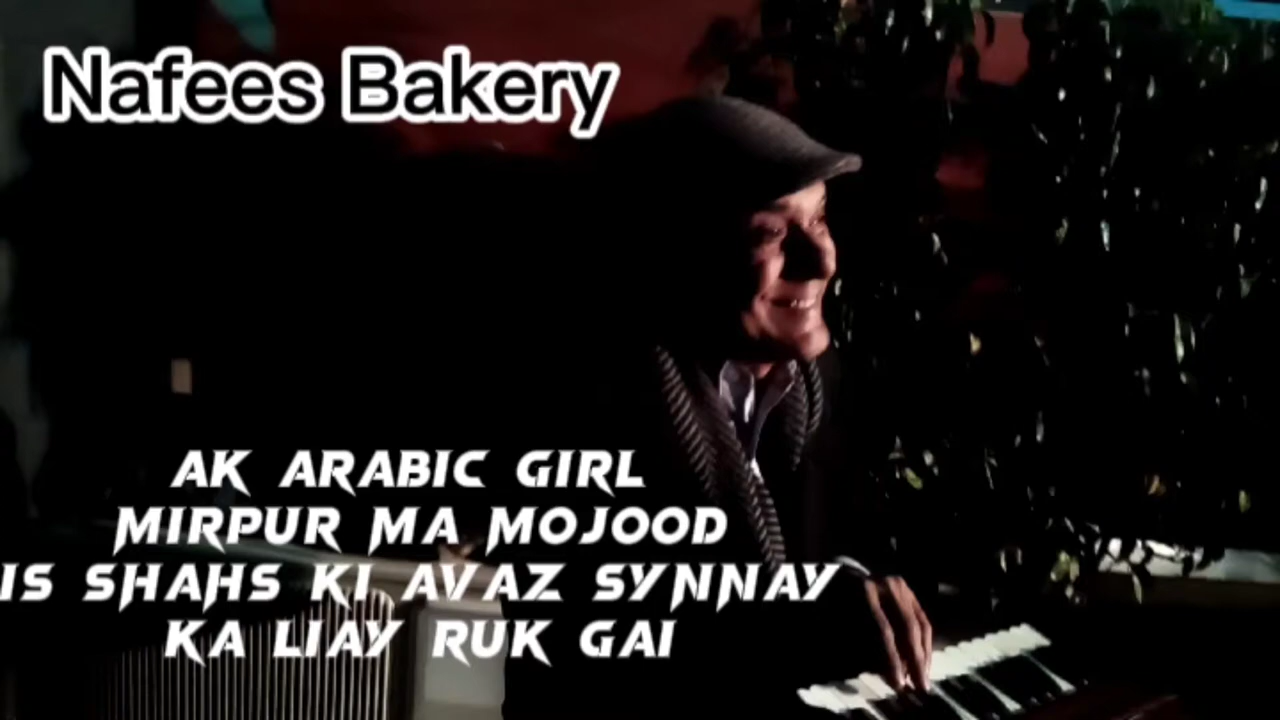 Nafees Bakery
AK ARABIC GIRL
MIRPUR MA MOJOOD
IS SHAHS KI AVAZ SYNNAY
KA LIAY RUK GAI